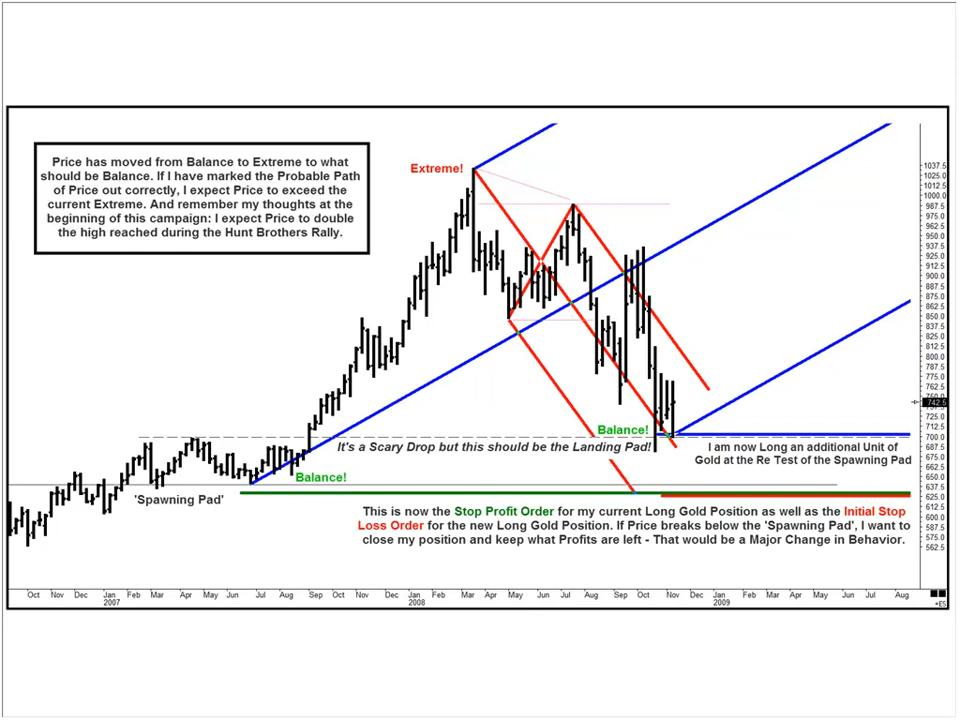 Price has moved from Balance to Extreme to what
should be Balance. If I have marked the Probable Path
of Price out correctly, I expect Price to exceed the
current Extreme. And remember my thoughts at the
beginning of this campaign: I expect Price to double
the high reached during the Hunt Brothers Rally.
Extreme!
1037.5
1025.0
1012.5
1000.0
987.5
975.0
962.5
950.0
937.5
925.0
912.5
900.0
887.5
875.0
862.5
850.0
837.5
825.0
812.5
800.0
787.5
775.0
762.5
750.0
742.5
725.0
712.5
700.0
687.5
675.0
662.5
650.0
637.5
625.0
612.5
600.0
587.5
575.0
562.5
Balance!
It's a Scary Drop but this should be the Landing Pad!
I am now Long an additional Unit of
Gold at the Re Test of the Spawning Pad
Balance!
'Spawning Pad'
This is now the Stop Profit Order for my current Long Gold Position as well as the Initial Stop
Loss Order for the new Long Gold Position. If Price breaks below the 'Spawning Pad', I want to
close my position and keep what Profits are left - That would be a Major Change in Behavior.
Oct Nov Dec Jan Feb Mar Apr May Jun Jul Aug Sep Oct Nov Dec Jan Feb Mar Apr May Jun Jul Aug Sep Oct Nov Dec Jan Feb Mar Apr May Jun Jul Aug
2007 2008 2009